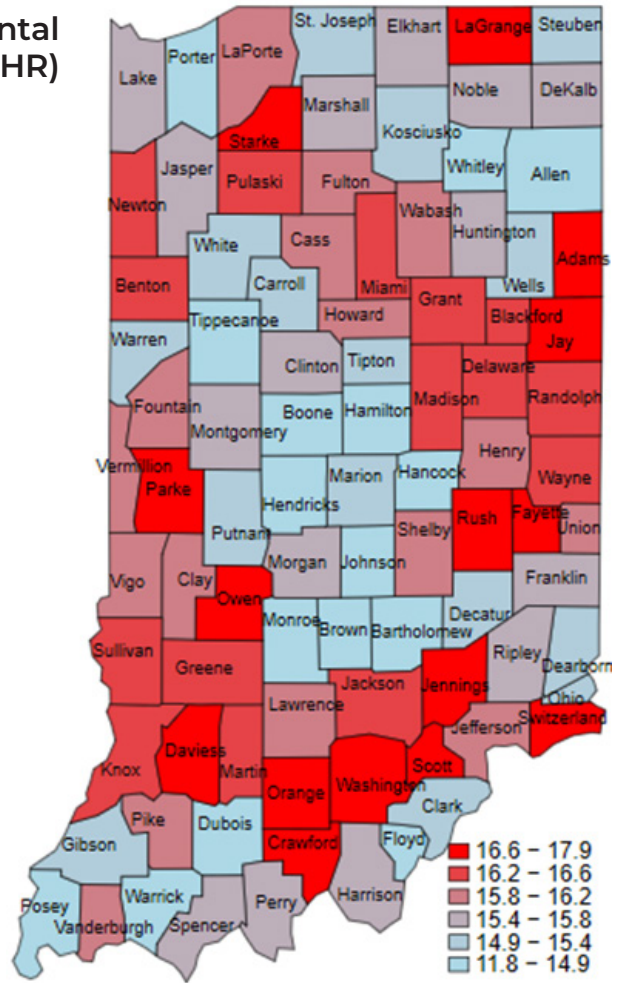 ntal
HR)
St. Joseph
Elkhart
LaGrange
Steuben
Lake
Porter
LaPorte
Noble
DeKalb
Marshall
Kosciusko
Starke
Jasper
Whitley
Allen
Newton
Pulaski
Fulton
Wabash
Huntington
White
Cass
Adams
Benton
Carroll
Miami
Grant
Wells
Tippecanoe
Howard
Blackford
Warren
Jay
Clinton
Tipton
Delaware
Fountain
Madison
Randolph
Montgomery
Boone
Hamilton
Henry
Vermillion
Parke
Marion
Hancock
Wayne
Hendricks
Rush
Fayette
Putnam
Shelby
Union
Vigo
Clay
Morgan
Johnson
Franklin
Owen
Monroe
Brown
Bartholomew
Decatur
Sullivan
Greene
Ripley
Dearborn
Jackson
Jennings
Lawrence
Ohio
Switzerland
Jefferson
Daviess
Knox
Martin
Scott
Orange
Washington
Clark
Pike
Dubois
Gibson
Crawford
Floyd
Posey
Warrick
Perry
Harrison
Vanderburgh
Spencer
16.6 – 17.9
16.2 – 16.6
15.8 – 16.2
15.4 – 15.8
14.9 – 15.4
11.8 – 14.9